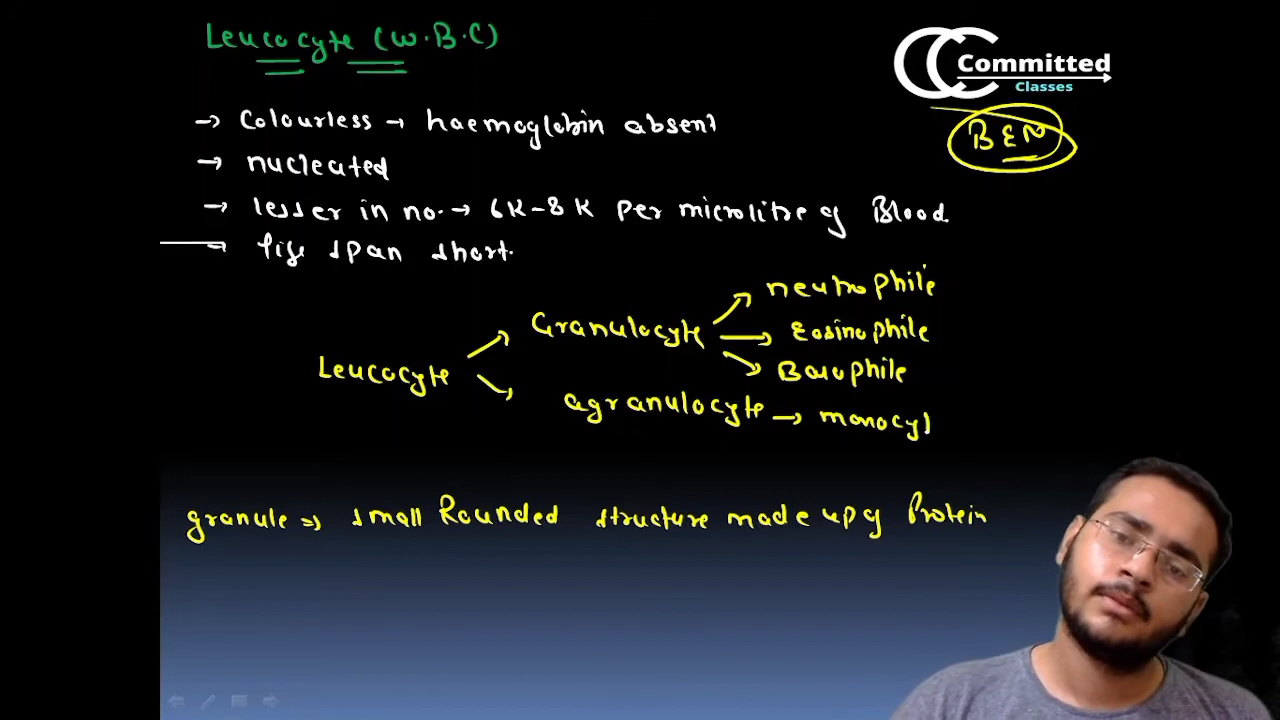 Leucocyte (W.B.C)
Committed
Classes
BEN
→ Colourless → haemoglobin absent
→ nucleated
→ lesser in no. → 6K-8K per microlitre of Blood
→ life span short.
Leucocyte
Granulocyte
neutrophile
Eosinophile
Basophile
agranulocyte → monocyt
granule ⇒ small Rounded structure made up of Protein